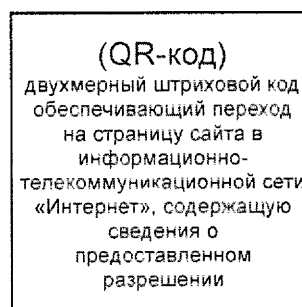 (QR-код)
двухмерный штриховой код
обеспечивающий переход
на страницу сайта в
информационно-
телекоммуникационной сети
«Интернет», содержащую
сведения о
предоставленном
разрешении